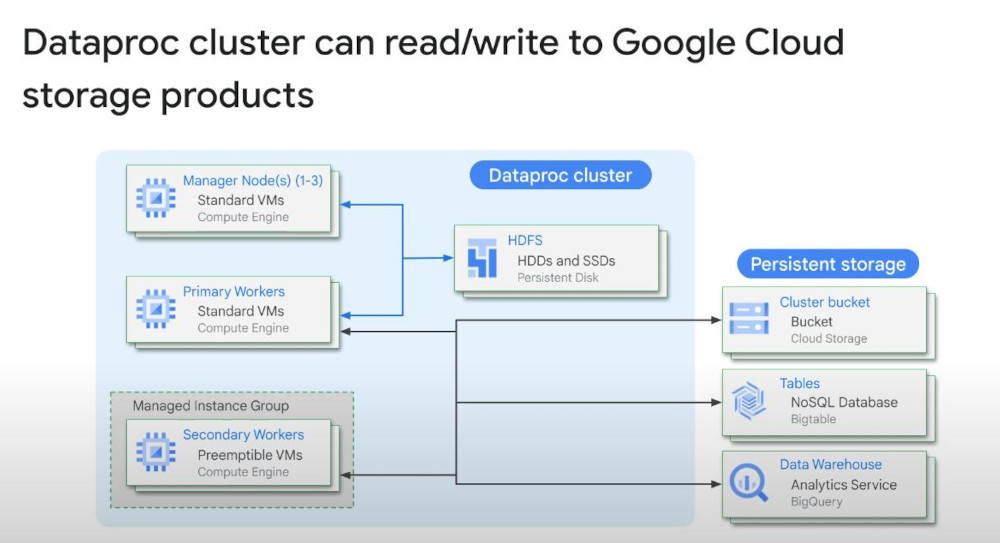 Dataproc cluster can read/write to Google Cloud
storage products
Dataproc cluster
Manager Node(s) (1-3)
Standard VMs
Compute Engine
HDFS
HDDs and SSDs
Persistent Disk
Primary Workers
Standard VMs
Compute Engine
Managed Instance Group
Secondary Workers
Preemptible VMs
Compute Engine
Persistent storage
Cluster bucket
Bucket
Cloud Storage
Tables
NoSQL Database
Bigtable
Data Warehouse
Analytics Service
BigQuery